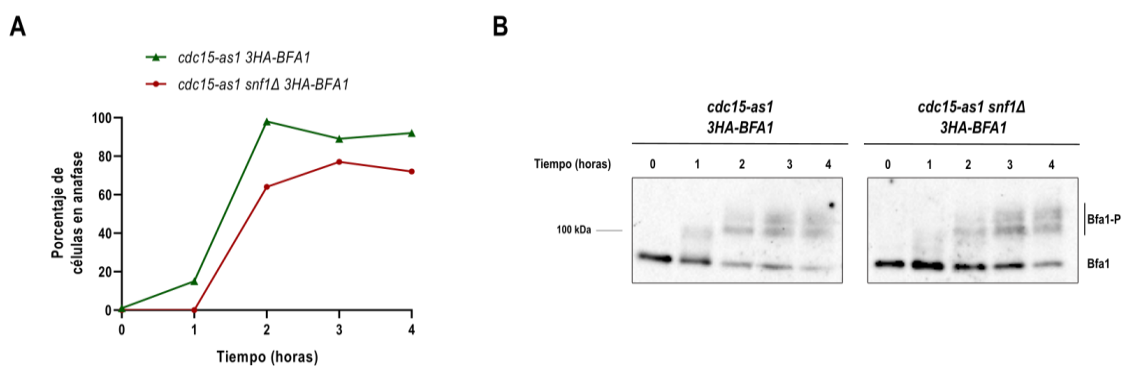 A
cdc15-as1 3HA-BFA1
cdc15-as1 snf1Δ 3HA-BFA1
Porcentaje de
células en anafase
100
80
60
40
20
0
0 1 2 3 4
Tiempo (horas)
B
cdc15-as1
3HA-BFA1
cdc15-as1 snf1Δ
3HA-BFA1
Tiempo (horas) 0 1 2 3 4 0 1 2 3 4
100 kDa
Bfa1-P
Bfa1